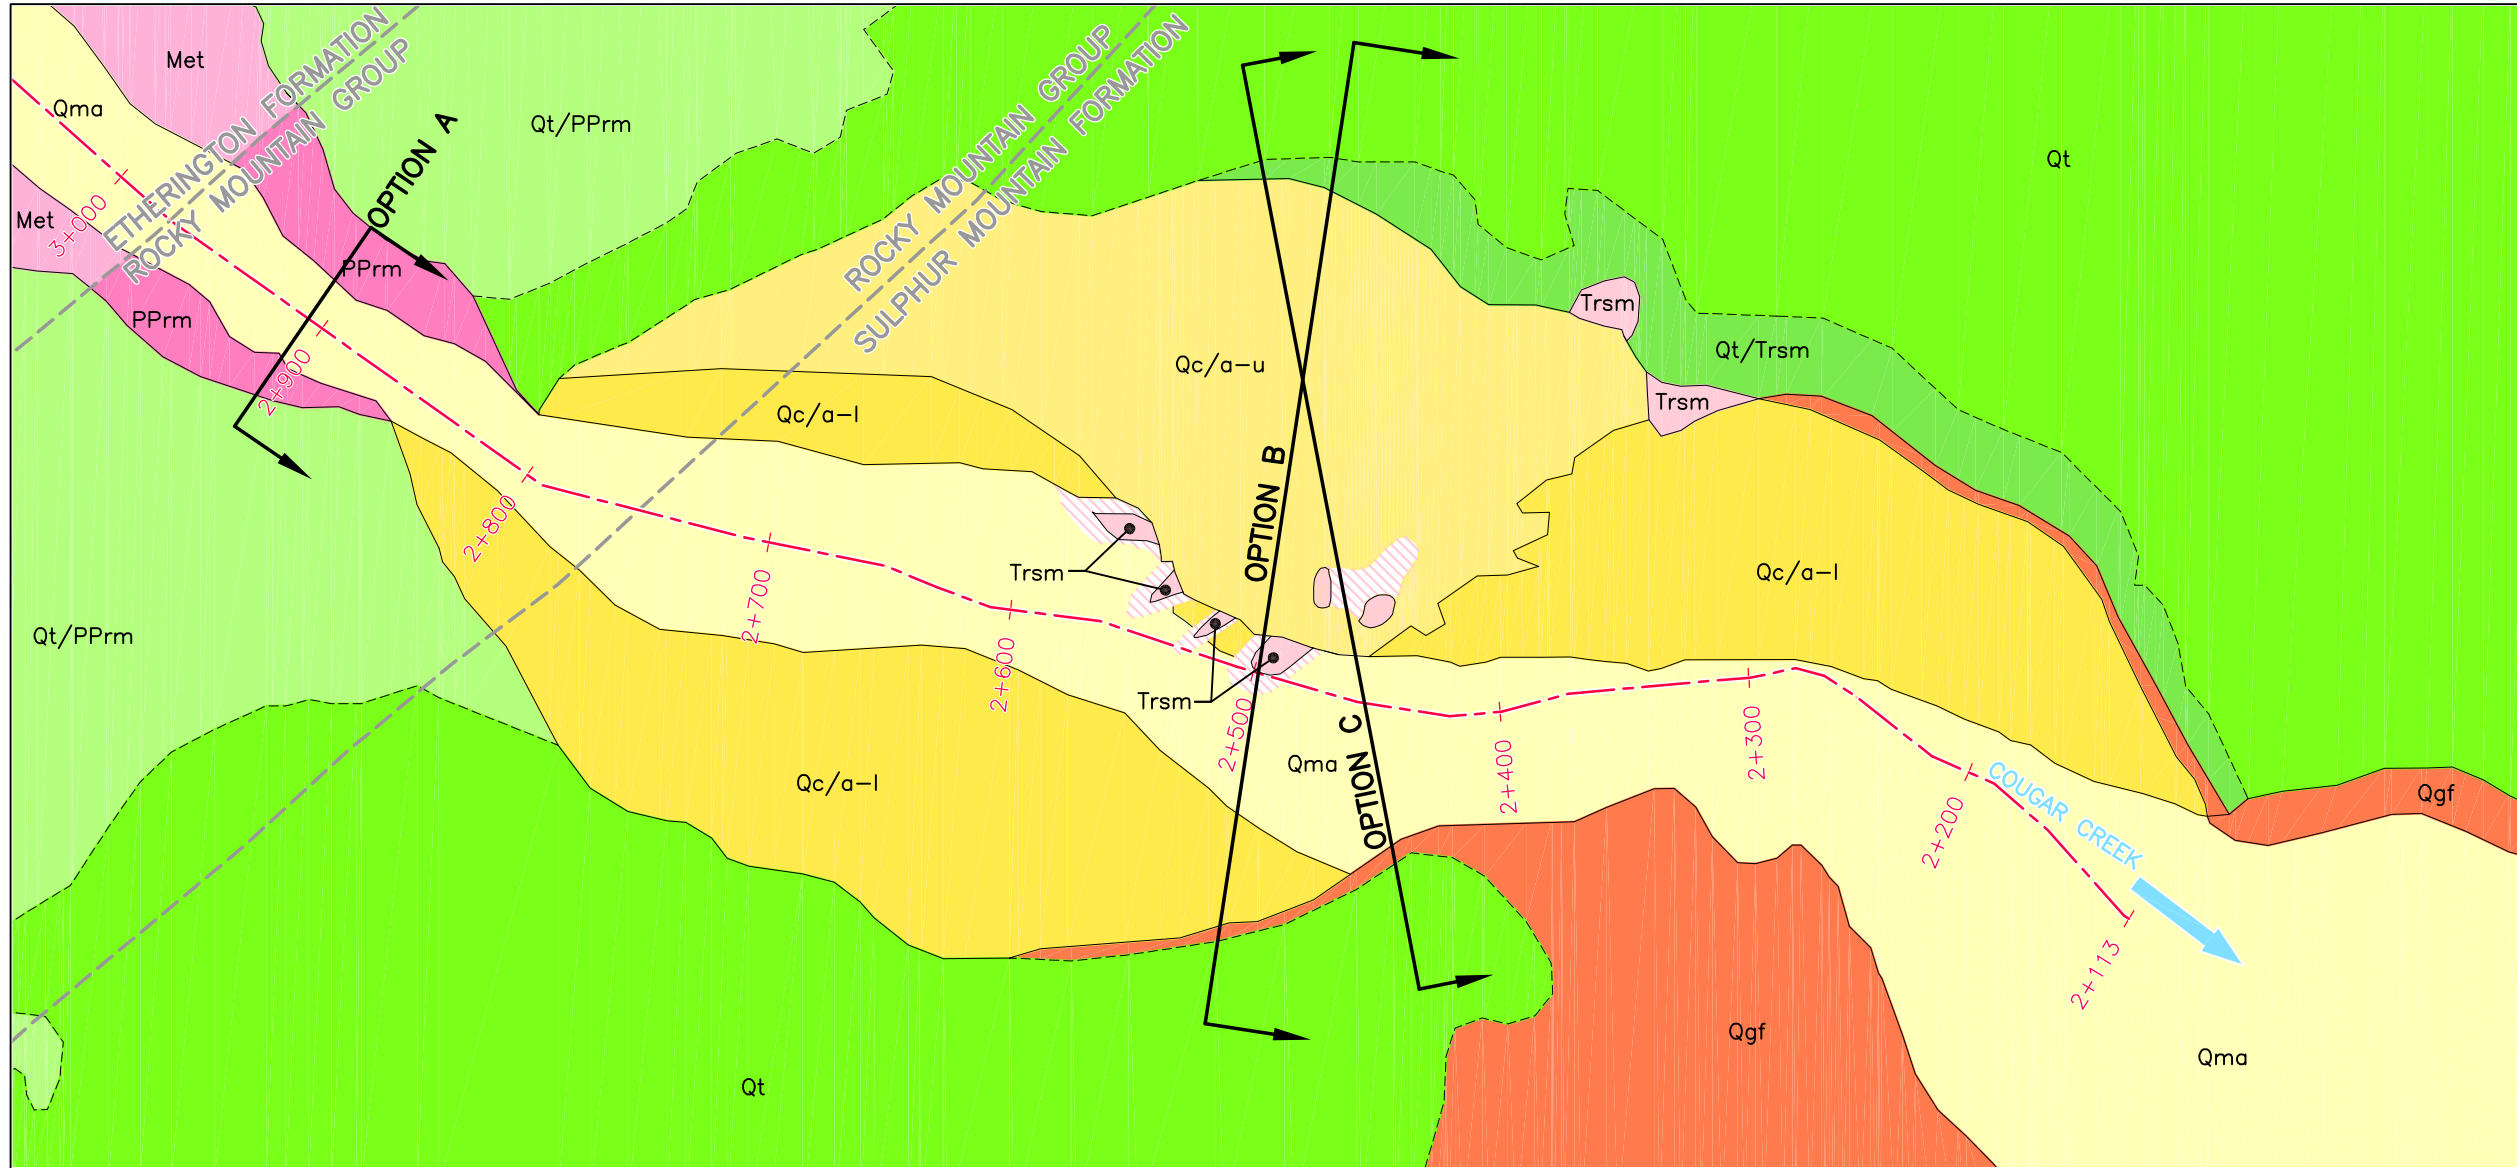 Met
Qma
ETHERINGTON FORMATION
ROCKY MOUNTAIN GROUP
OPTION A
Qt/PPrm
ROCKY MOUNTAIN GROUP
SULPHUR MOUNTAIN FORMATION
Qt
Met
3+000
PPrm
PPrm
2+900
Trsm
Qt/Trsm
Qc/a-u
Trsm
Qc/a-l
OPTION B
2+800
Trsm
Qc/a-l
2+700
Qt/PPrm
2+600
Trsm
2+500
Qma
OPTION C
2+400
2+300
Qc/a-l
COUGAR CREEK
Qgf
2+200
2+113
Qgf
Qma
Qt